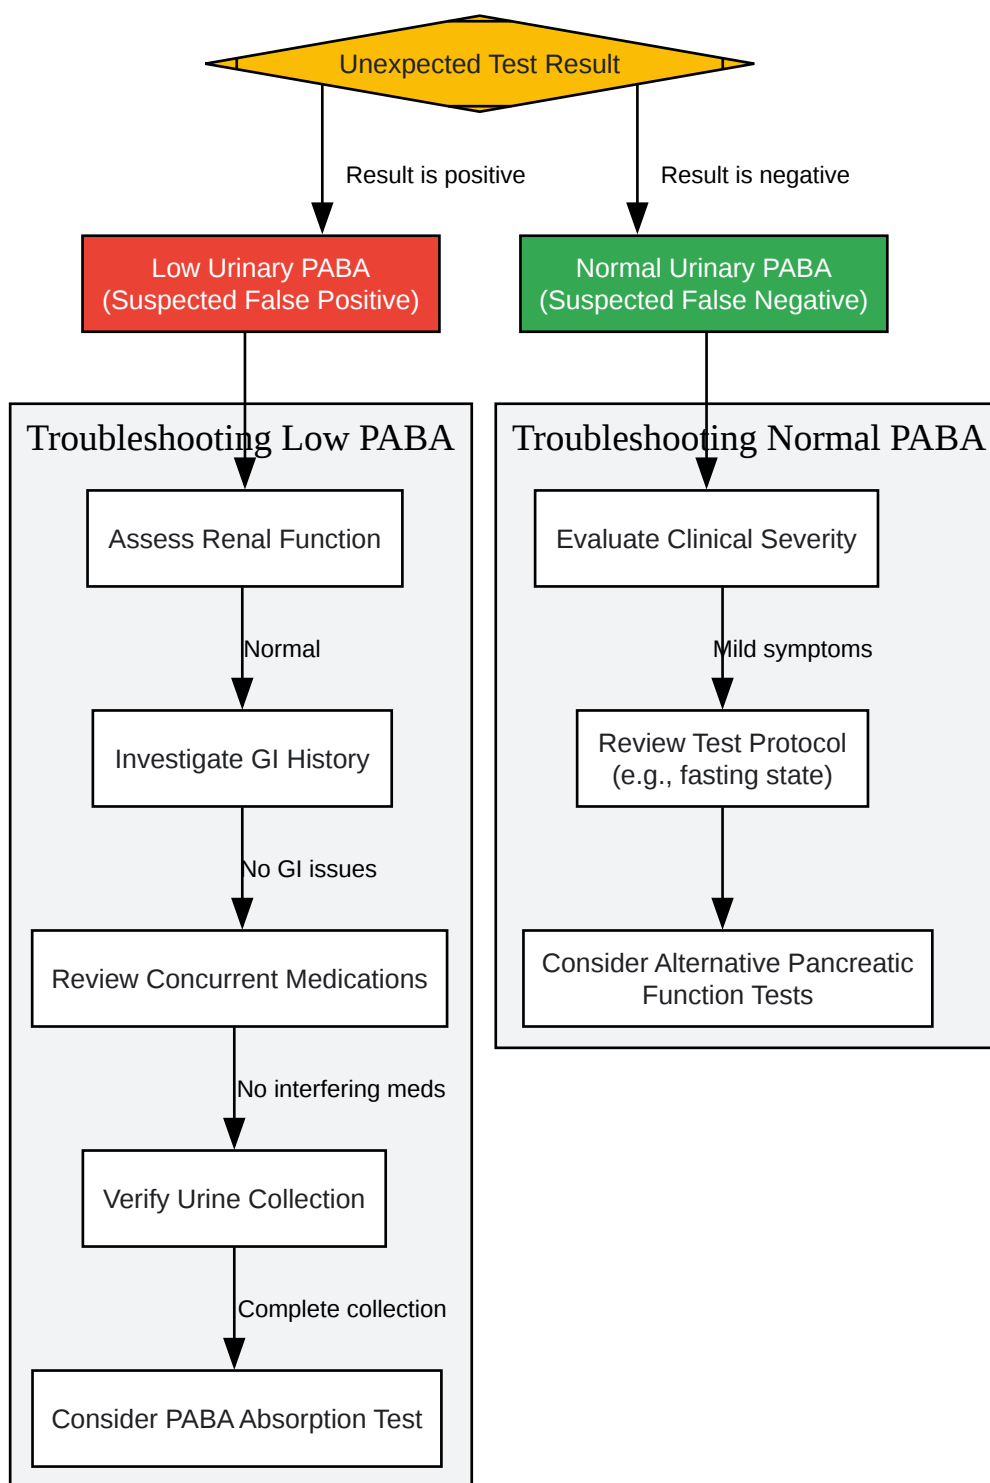 Unexpected Test Result
Result is positive
Result is negative
Low Urinary PABA
(Suspected False Positive)
Normal Urinary PABA
(Suspected False Negative)
Troubleshooting Low PABA
Assess Renal Function
Normal
Investigate GI History
No GI issues
Review Concurrent Medications
No interfering meds
Verify Urine Collection
Complete collection
Consider PABA Absorption Test
Troubleshooting Normal PABA
Evaluate Clinical Severity
Mild symptoms
Review Test Protocol
(e.g., fasting state)
Consider Alternative Pancreatic
Function Tests